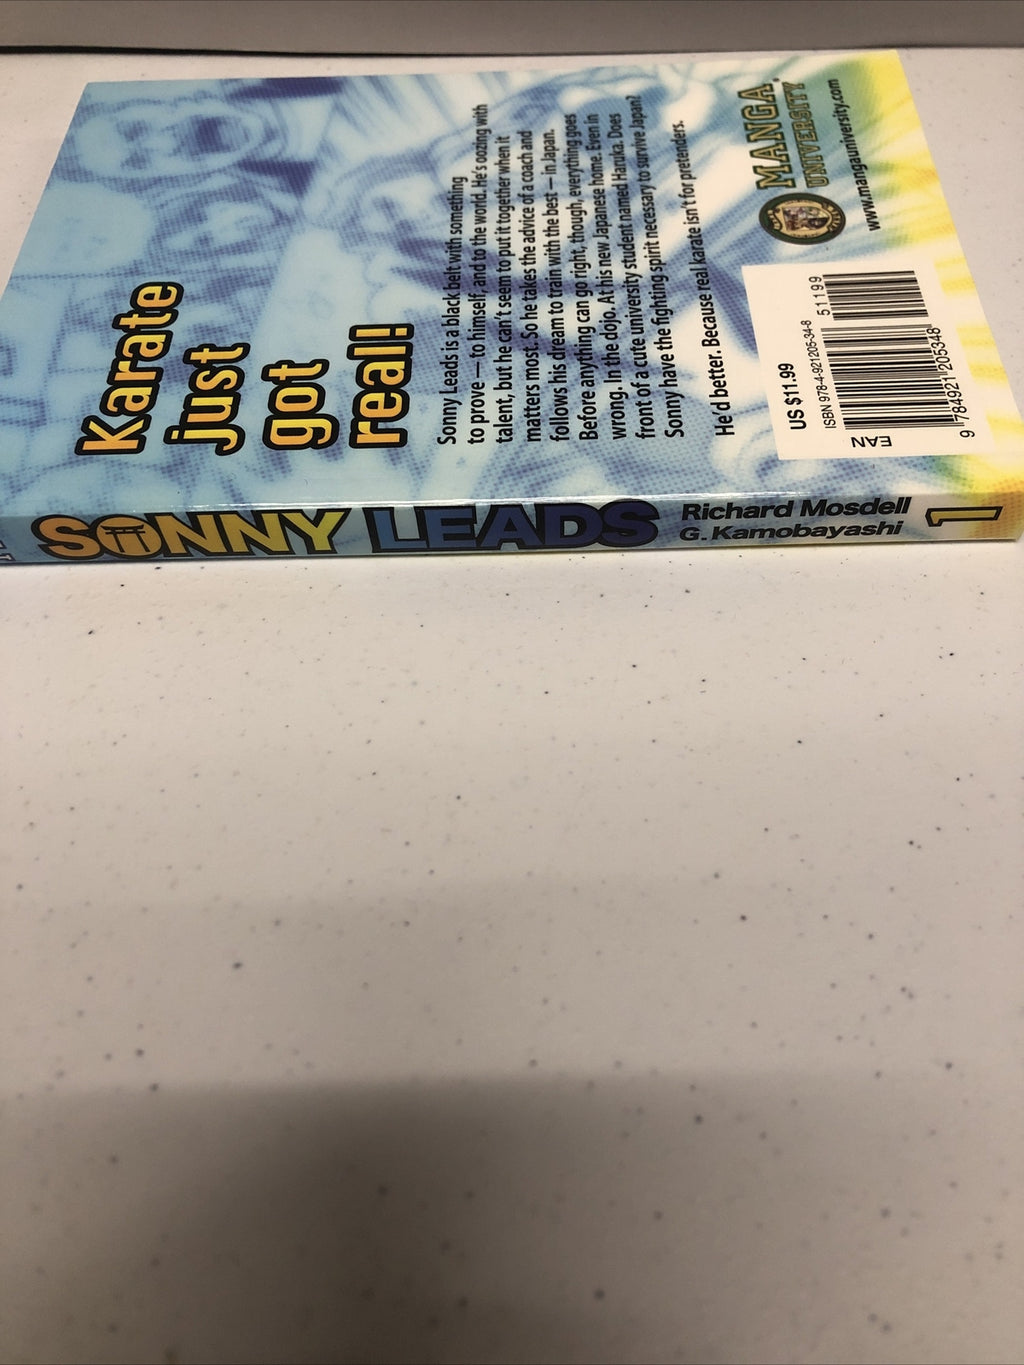 Karate
just
got
real!
Sonny Leads is a black belt with something
to prove — to himself, and to the world. He's oozing with
talent, but he can't seem to put it together when it
matters most. So he takes the advice of a coach and
follows his dream to train with the best — in Japan.
Before anything can go right, though, everything goes
wrong. In the dojo. At his new Japanese home. Even in
front of a cute university student named Haruka. Does
Sonny have the fighting spirit necessary to survive Japan?
He'd better. Because real karate isn't for pretenders.
US $11.99
ISBN 978-4-921205-34-8
51199
EAN
9 784921 205348
MANGA
UNIVERSITY
www.mangauniversity.com
SONNY LEADS
Richard Mosdell
G. Kamobayashi
1